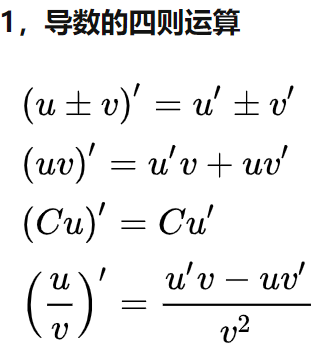 1，导数的四则运算
(u ± v)′ = u′ ± v′
(uv)′ = u′v + uv′
(Cu)′ = Cu′
(u/v)′ = (u′v − uv′)/v²